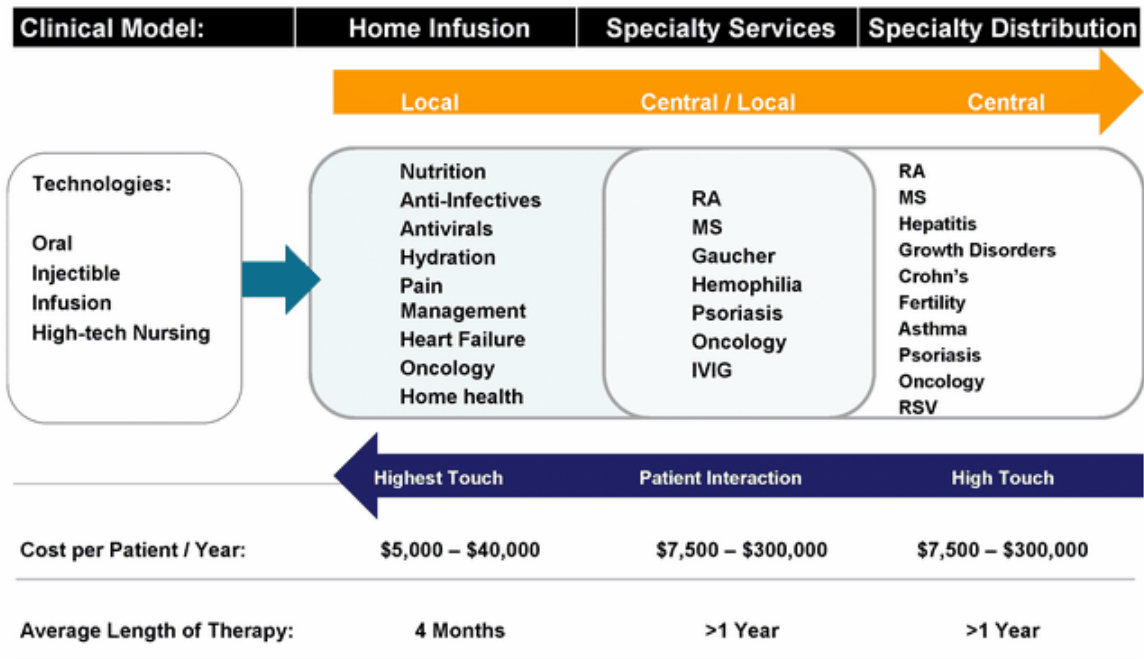 Clinical Model: Home Infusion Specialty Services Specialty Distribution
Local Central / Local Central
Technologies:
Oral
Injectible
Infusion
High-tech Nursing
Nutrition
Anti-Infectives
Antivirals
Hydration
Pain
Management
Heart Failure
Oncology
Home health
RA
MS
Gaucher
Hemophilia
Psoriasis
Oncology
IVIG
RA
MS
Hepatitis
Growth Disorders
Crohn's
Fertility
Asthma
Psoriasis
Oncology
RSV
Highest Touch Patient Interaction High Touch
Cost per Patient / Year: $5,000 – $40,000 $7,500 – $300,000 $7,500 – $300,000
Average Length of Therapy: 4 Months >1 Year >1 Year